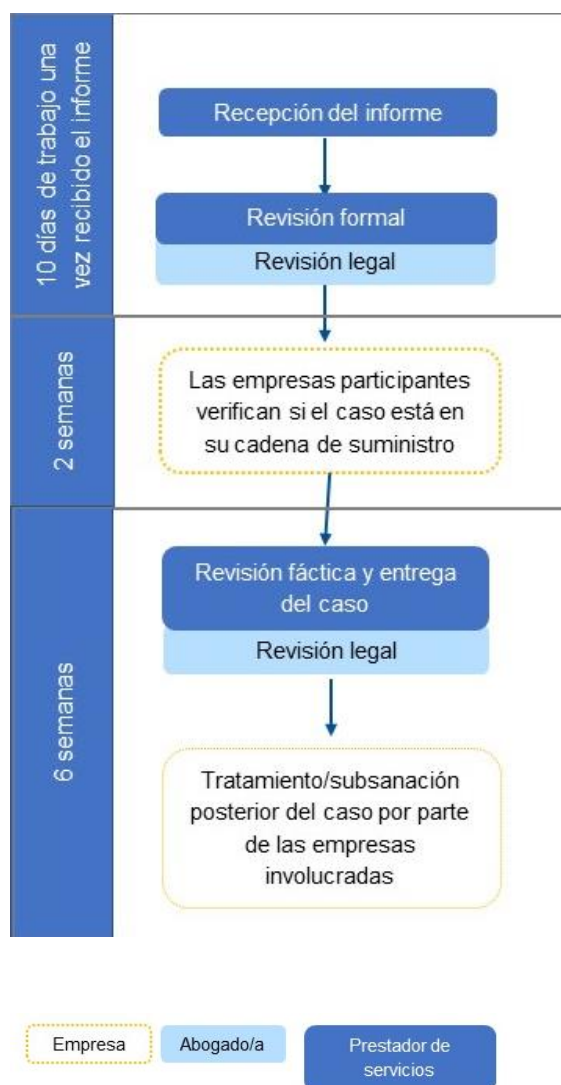 10 días de trabajo una
vez recibido el informe
Recepción del informe
Revisión formal
Revisión legal
2 semanas
Las empresas participantes
verifican si el caso está en
su cadena de suministro
6 semanas
Revisión fáctica y entrega
del caso
Revisión legal
Tratamiento/subsanación
posterior del caso por parte
de las empresas
involucradas
Empresa
Abogado/a
Prestador de
servicios